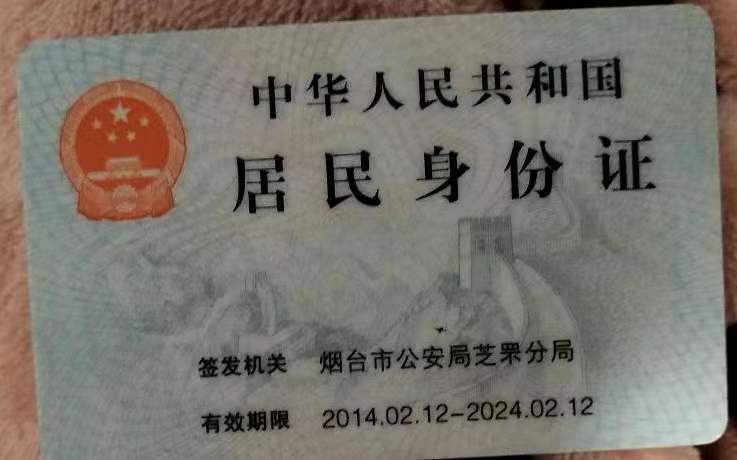 中华人民共和国
居民身份证
签发机关 烟台市公安局芝罘分局
有效期限 2014.02.12-2024.02.12